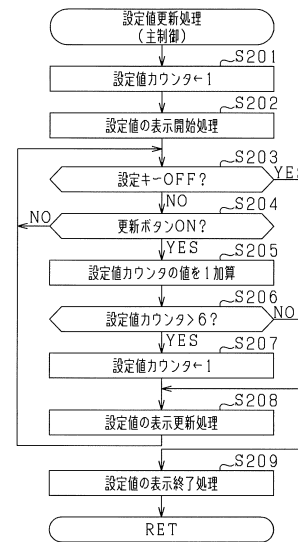 設定値更新処理
(主制御)
S201
設定値カウンタ←1
S202
設定値の表示開始処理
S203
設定キーOFF?
YES
NO
S204
更新ボタンON?
NO
YES
S205
設定値カウンタの値を1加算
S206
設定値カウンタ>6?
NO
YES
S207
設定値カウンタ←1
S208
設定値の表示更新処理
S209
設定値の表示終了処理
RET